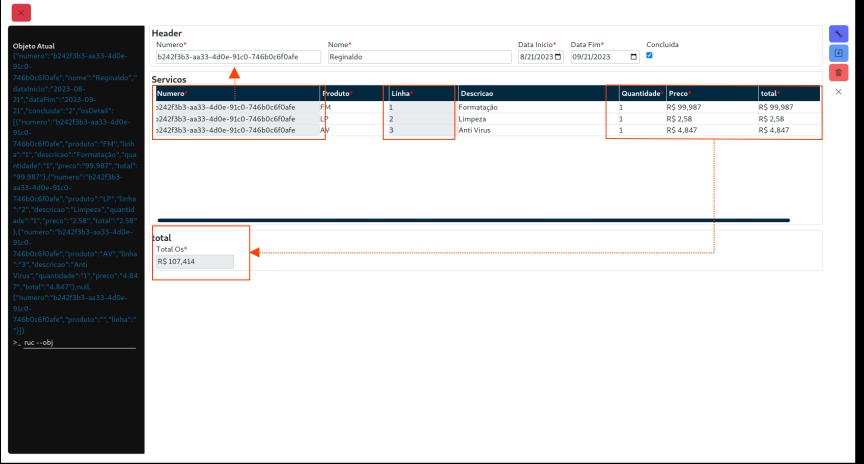 Objeto Atual
{"numero":"b242f3b3-aa33-4d0e-
91c0-
746b0c6f0afe","nome":"Reginaldo","
dataInicio":"2023-08-
21","dataFim":"2023-09-
21","concluida":"2","osDetail":
[{"numero":"b242f3b3-aa33-4d0e-
91c0-
746b0c6f0afe","produto":"FM","linh
a":"1","descricao":"Formatação","qua
ntidade":"1","preco":"99.987","total":
"99.987"},{"numero":"b242f3b3-
aa33-4d0e-91c0-
746b0c6f0afe","produto":"LP","linha
":"2","descricao":"Limpeza","quantid
ade":"1","preco":"2.58","total":"2.58"
},{"numero":"b242f3b3-aa33-4d0e-
91c0-
746b0c6f0afe","produto":"AV","linha
":"3","descricao":"Anti
Virus","quantidade":"1","preco":"4.84
7","total":"4.847"},null,
{"numero":"b242f3b3-aa33-4d0e-
91c0-
746b0c6f0afe","produto":"","linha":"
"}]}
>_ ruc --obj
Header
Numero* Nome* Data Inicio* Data Fim* Concluida
b242f3b3-aa33-4d0e-91c0-746b0c6f0afe Reginaldo 8/21/2023 09/21/2023
Servicos
Numero* Produto* Linha* Descricao Quantidade* Preco* total*
b242f3b3-aa33-4d0e-91c0-746b0c6f0afe FM 1 Formatação 1 R$ 99,987 R$ 99,987
b242f3b3-aa33-4d0e-91c0-746b0c6f0afe LP 2 Limpeza 1 R$ 2,58 R$ 2,58
b242f3b3-aa33-4d0e-91c0-746b0c6f0afe AV 3 Anti Virus 1 R$ 4,847 R$ 4,847
total
Total Os*
R$ 107,414